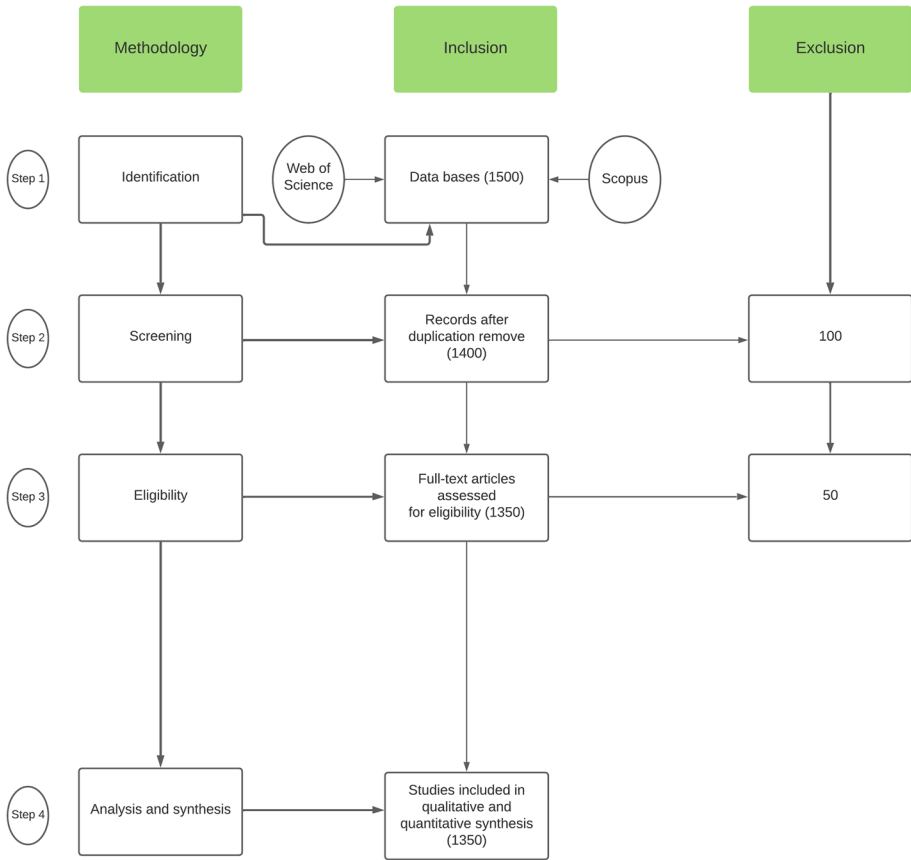 Methodology
Inclusion
Exclusion
Step 1
Identification
Web of
Science
Data bases (1500)
Scopus
Step 2
Screening
Records after
duplication remove
(1400)
100
Step 3
Eligibility
Full-text articles
assessed
for eligibility (1350)
50
Step 4
Analysis and synthesis
Studies included in
qualitative and
quantitative synthesis
(1350)